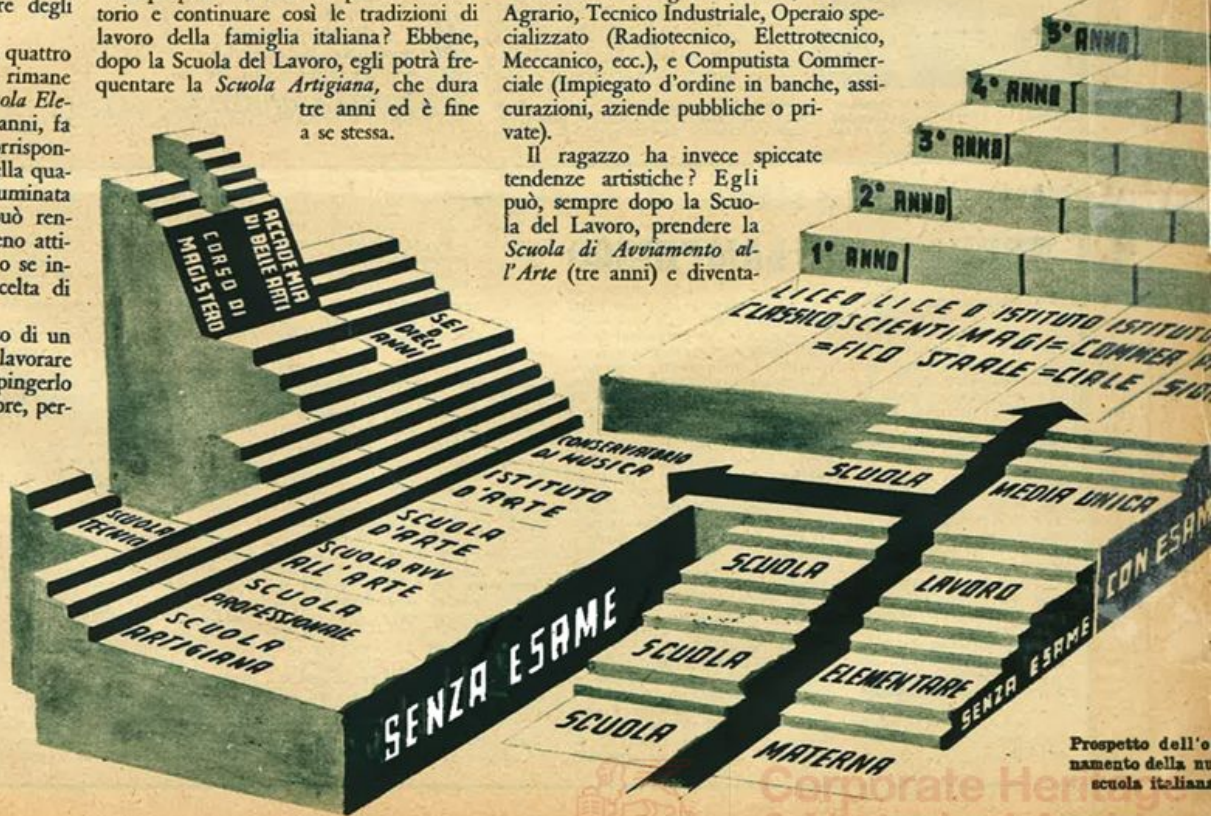 re degli
quattro
rimane
ola Ele-
anni, fa
rrispon-
ella qua-
uminata
uò ren-
eno atti-
o se in-
celta di
o di un
lavorare
pingerlo
ore, per-
torio e continuare così le tradizioni di
lavoro della famiglia italiana? Ebbene,
dopo la Scuola del Lavoro, egli potrà fre-
quentare la Scuola Artigiana, che dura
tre anni ed è fine
a se stessa.
Agrario, Tecnico Industriale, Operaio spe-
cializzato (Radiotecnico, Elettrotecnico,
Meccanico, ecc.), e Computista Commer-
ciale (Impiegato d'ordine in banche, assi-
curazioni, aziende pubbliche o pri-
vate).
Il ragazzo ha invece spiccate
tendenze artistiche? Egli
può, sempre dopo la Scuo-
la del Lavoro, prendere la
Scuola di Avviamento al-
l'Arte (tre anni) e diventa-
5° ANNO
4° ANNO
3° ANNO
2° ANNO
1° ANNO
LICEO LICEO ISTITUTO ISTITUTO
CLASSICO SCIENTI MAGI= COMMER
=FICO STRALE =CIALE
ACCADEMIA
DI BELLE ARTI
CORSO DI
MAGISTERO
SEI
O
DIECI
ANNI
CONSERVATORIO
DI MUSICA
ISTITUTO
D'ARTE
SCUOLA
D'ARTE
SCUOLA AVV
ALL'ARTE
SCUOLA
PROFESSIONALE
SCUOLA
ARTIGIANA
SCUOLA
TECNICA
SENZA ESAME
SCUOLA MEDIA UNICA
SCUOLA LAVORO
SCUOLA ELEMENTARE
SCUOLA MATERNA
SENZA ESAME
CON ESAM
Prospetto dell'o
namento della nu
scuola italiana
Corporate Heritage